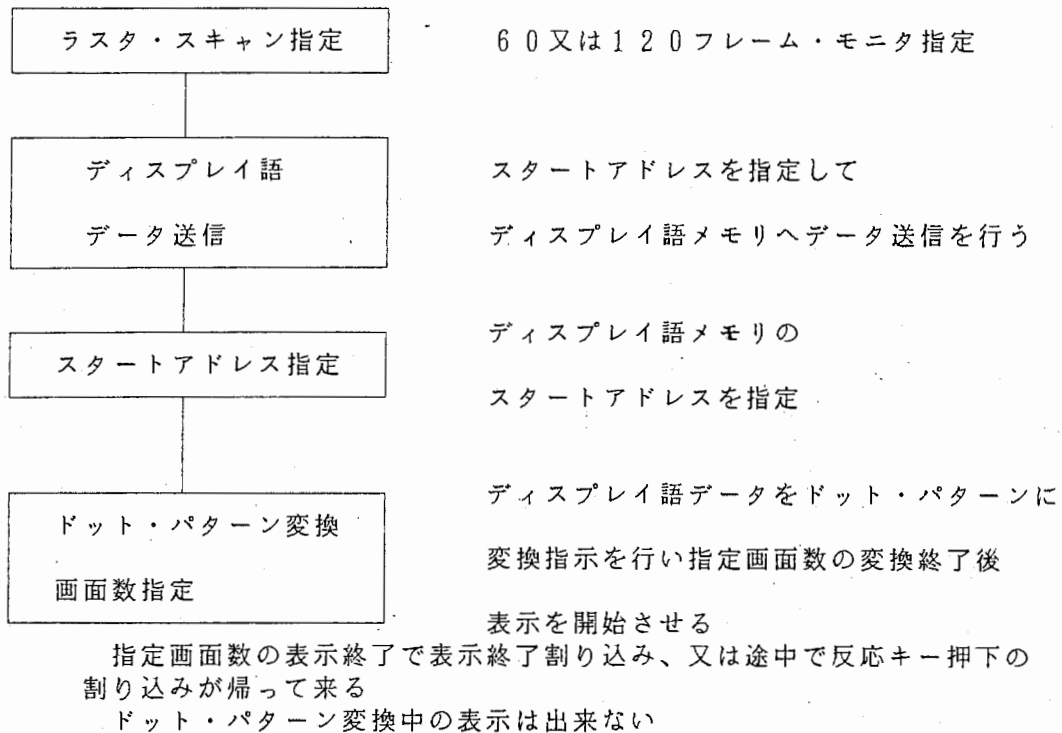 ラスタ・スキャン指定
60又は120フレーム・モニタ指定
ディスプレイ語
データ送信
スタートアドレスを指定して
ディスプレイ語メモリへデータ送信を行う
スタートアドレス指定
ディスプレイ語メモリの
スタートアドレスを指定
ドット・パターン変換
画面数指定
ディスプレイ語データをドット・パターンに
変換指示を行い指定画面数の変換終了後
表示を開始させる
指定画面数の表示終了で表示終了割り込み、又は途中で反応キー押下の
割り込みが帰って来る
ドット・パターン変換中の表示は出来ない